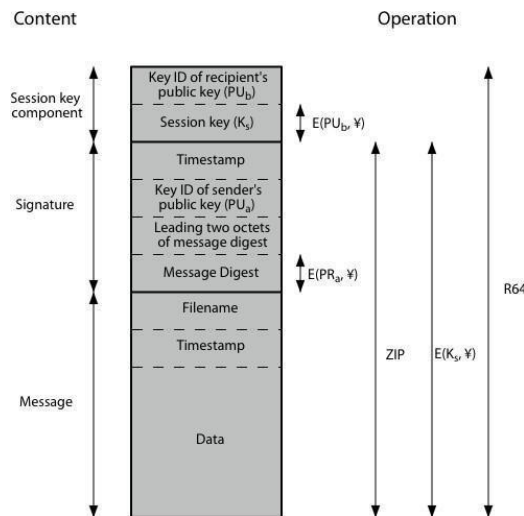 Content
Operation
Key ID of recipient's
public key (PUb)
Session key
component
Session key (Ks)
E(PUb, ¥)
Timestamp
Signature
Key ID of sender's
public key (PUa)
Leading two octets
of message digest
Message Digest
E(PRa, ¥)
R64
Filename
Timestamp
ZIP
E(Ks, ¥)
Message
Data